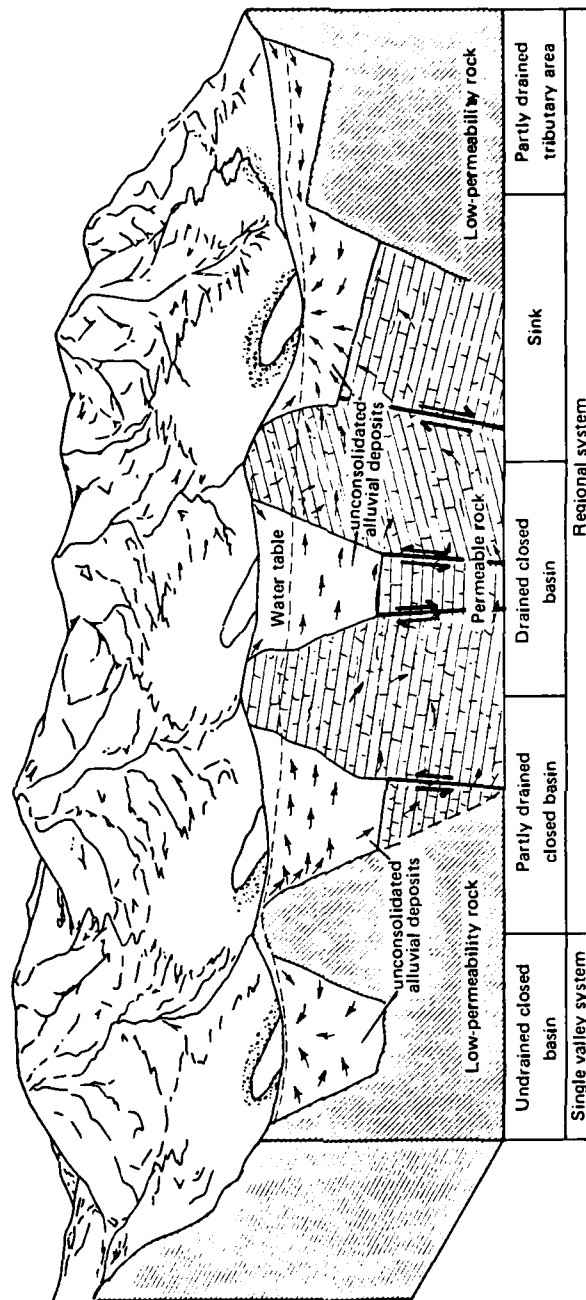 Water table
unconsolidated
alluvial deposits
unconsolidated
alluvial deposits
Low-permeability rock
Permeable rock
Low-permeability rock
Undrained closed
basin
Partly drained
closed basin
Drained closed
basin
Sink
Partly drained
tributary area
Single valley system
Regional system